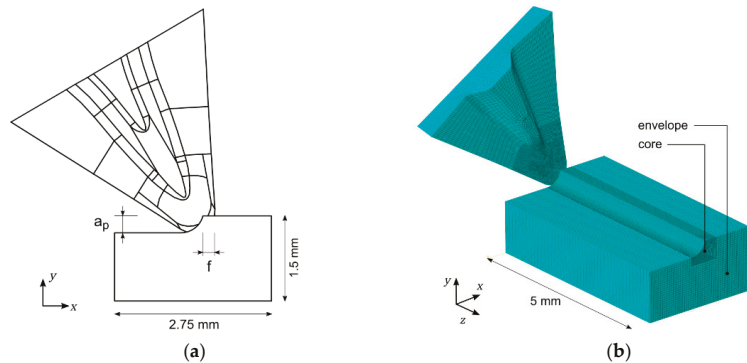 a_p
f
1.5 mm
y
x
2.75 mm
(a)
envelope
core
y
x
z
5 mm
(b)